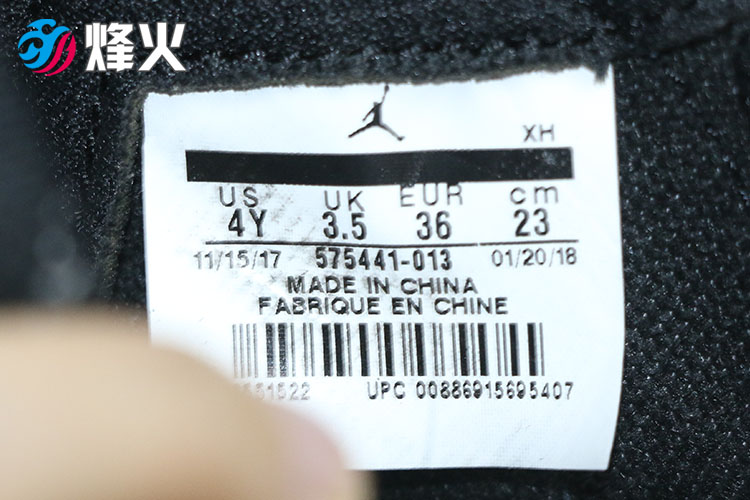 烽火
XH
US UK EUR cm
4Y 3.5 36 23
11/15/17 575441-013 01/20/18
MADE IN CHINA
FABRIQUE EN CHINE
UPC 00886915695407